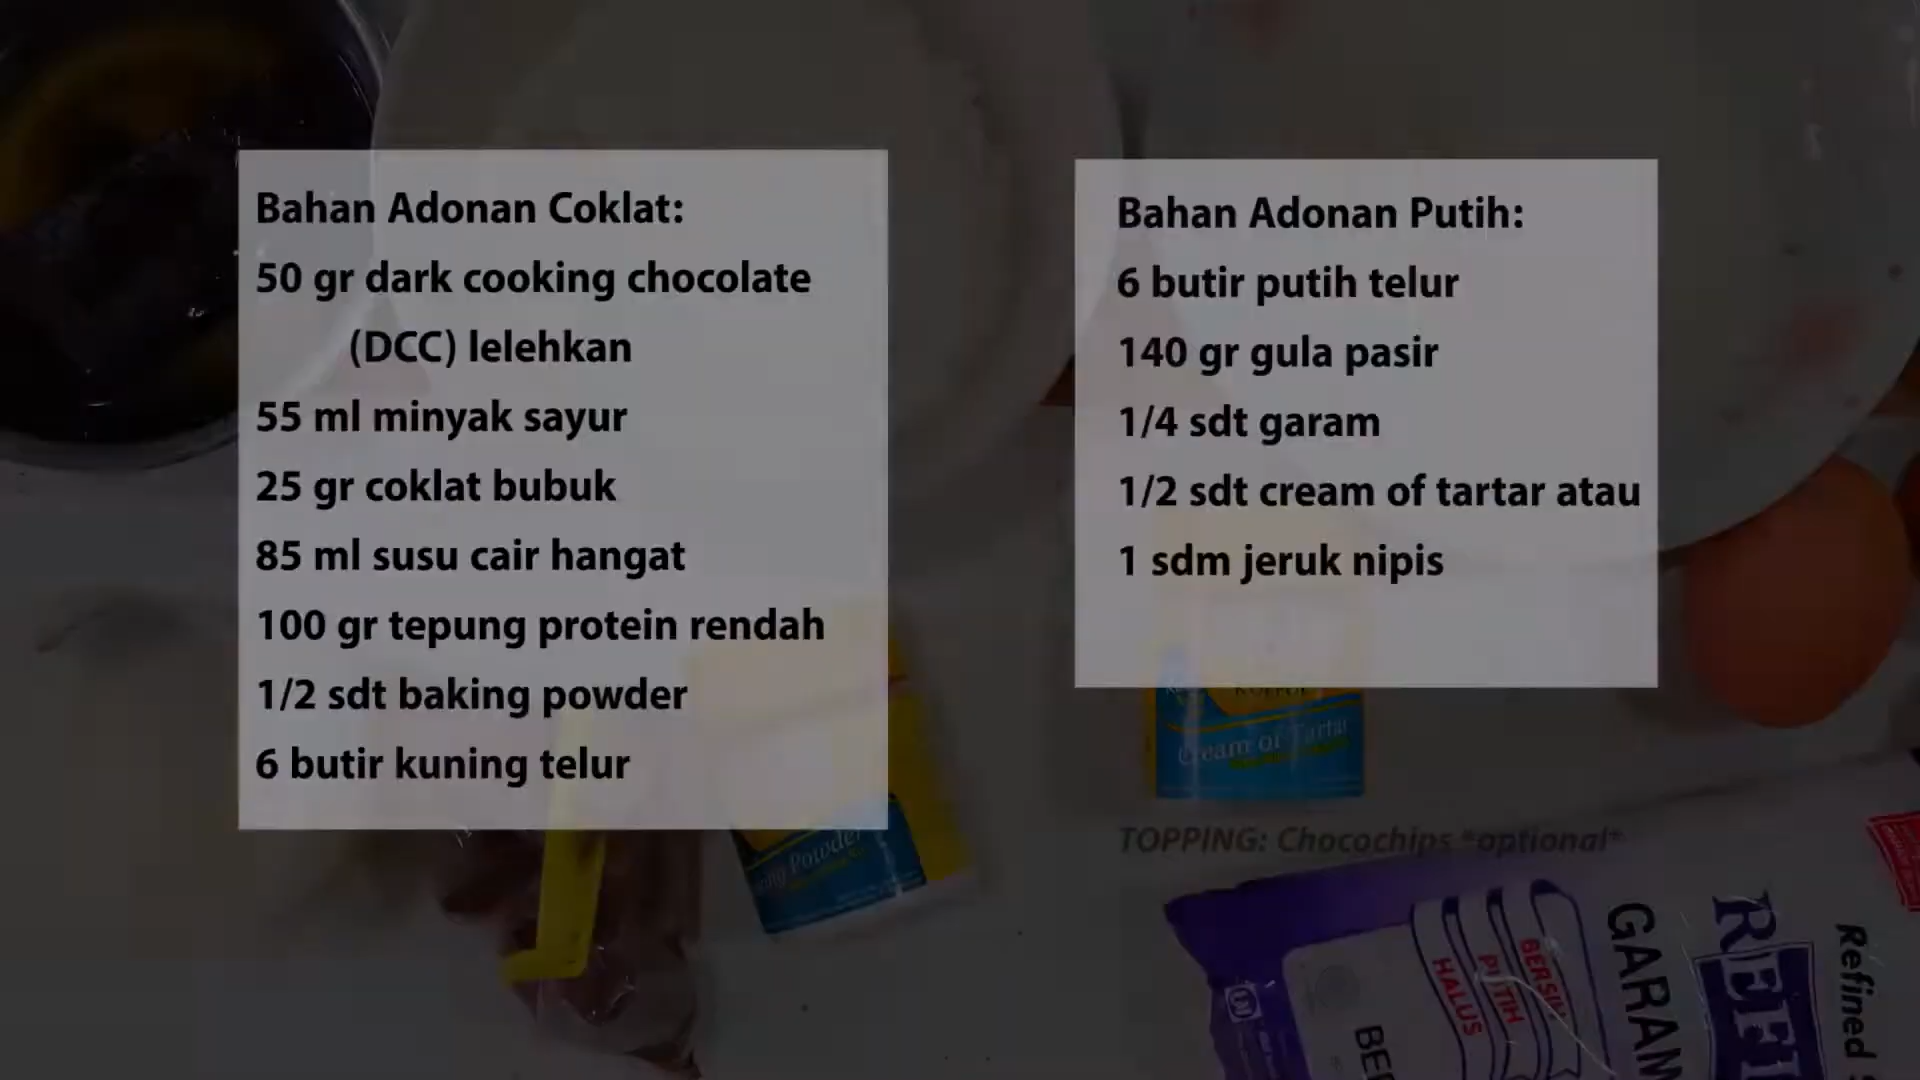 Bahan Adonan Coklat:
50 gr dark cooking chocolate
(DCC) lelehkan
55 ml minyak sayur
25 gr coklat bubuk
85 ml susu cair hangat
100 gr tepung protein rendah
1/2 sdt baking powder
6 butir kuning telur
Bahan Adonan Putih:
6 butir putih telur
140 gr gula pasir
1/4 sdt garam
1/2 sdt cream of tartar atau
1 sdm jeruk nipis
Cream of Tartar
TOPPING: Chocochips *optional*
Powder
BERSIH
PUTIH
HALUS
GARAM
Refined